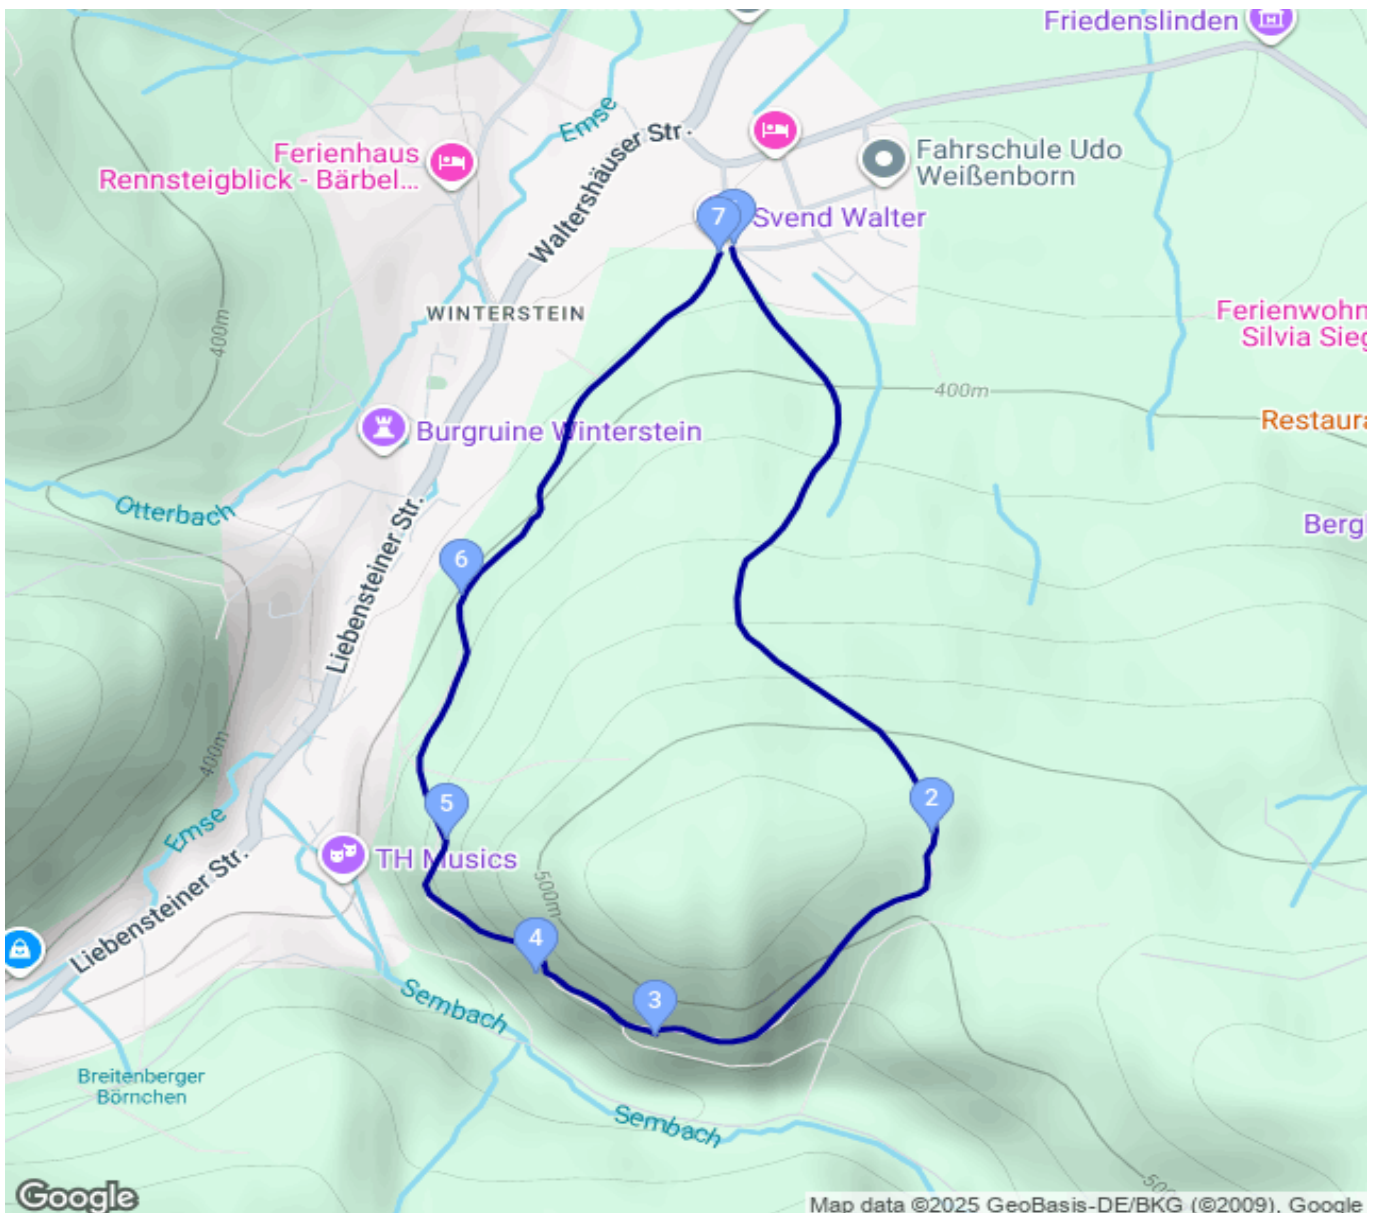 Friedenslinden
Emse
Waltershäuser Str.
Ferienhaus
Rennsteigblick - Bärbel...
Fahrschule Udo
Weißenborn
7
Svend Walter
WINTERSTEIN
400m
Ferienwohn
Silvia Sieg
400m
Restaura
Burgruine Winterstein
Otterbach
Liebensteiner Str.
Berg
6
400m
2
5
Emse
TH Musics
Liebensteiner Str.
500m
4
3
Sembach
Breitenberger
Börnchen
Sembach
500
Google
Map data ©2025 GeoBasis-DE/BKG (©2009), Google